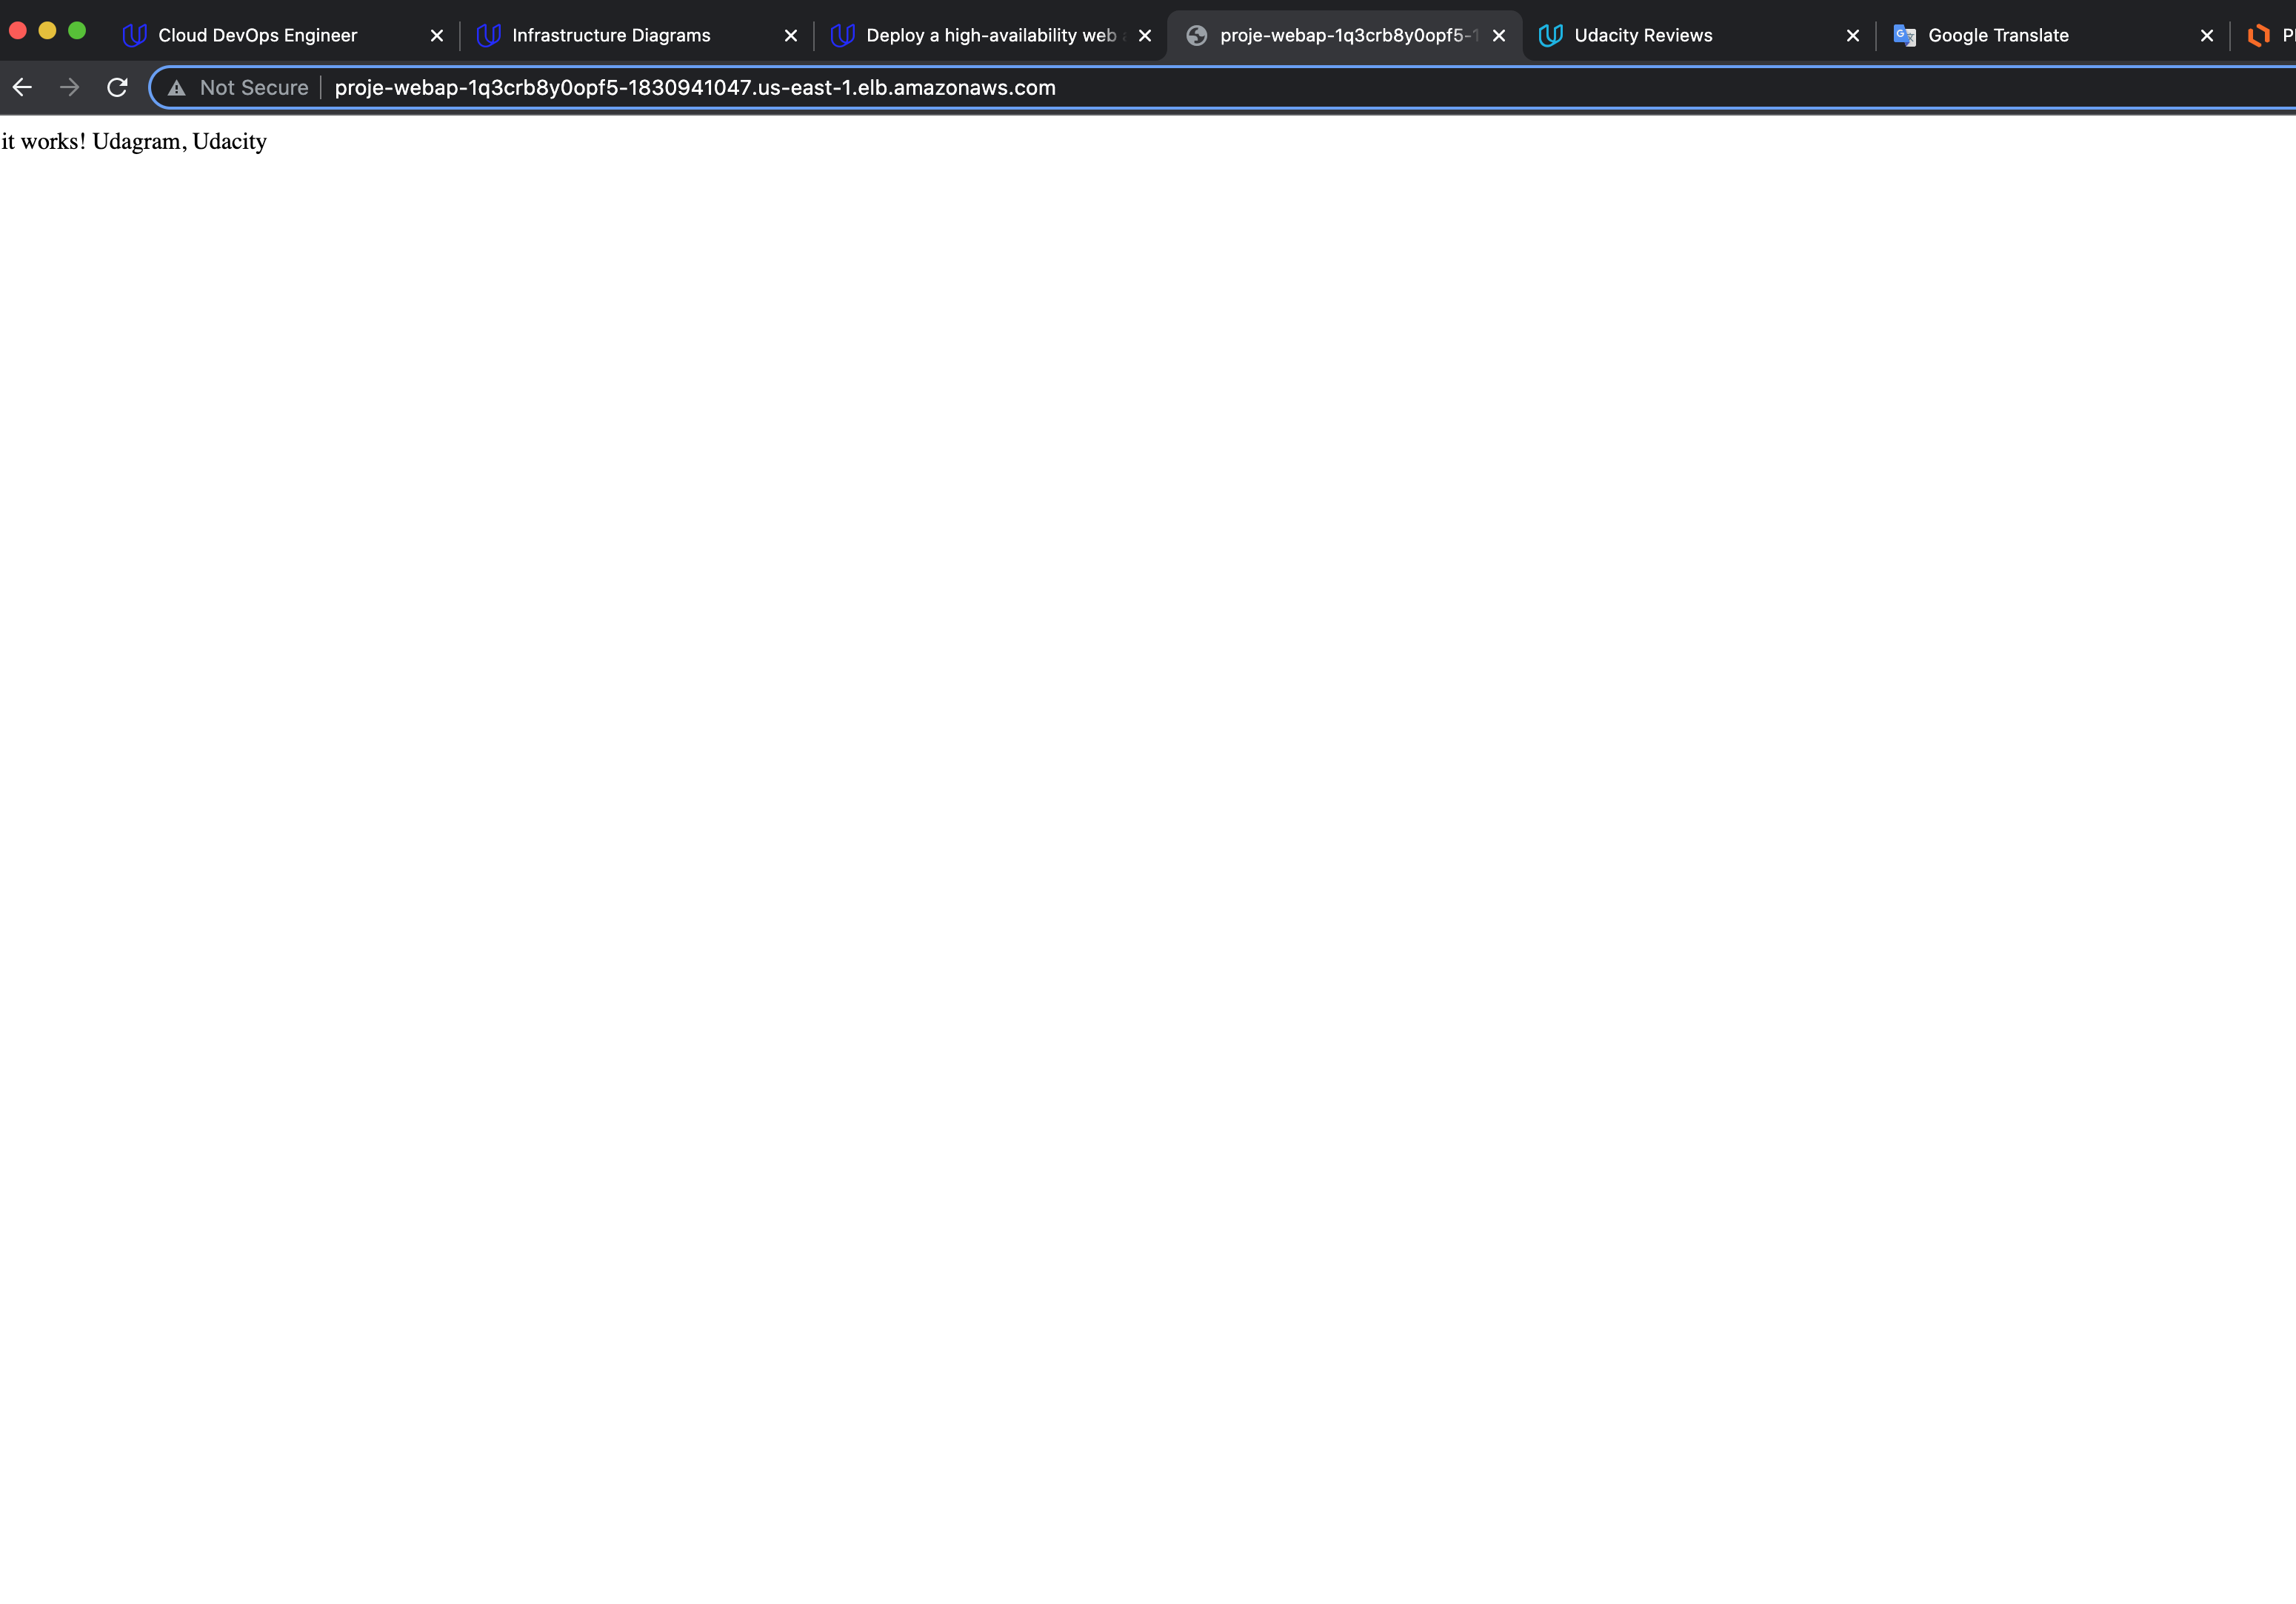 Cloud DevOps Engineer
Infrastructure Diagrams
Deploy a high-availability web
proje-webap-1q3crb8y0opf5-1
Udacity Reviews
Google Translate
Not Secure
proje-webap-1q3crb8y0opf5-1830941047.us-east-1.elb.amazonaws.com
it works! Udagram, Udacity